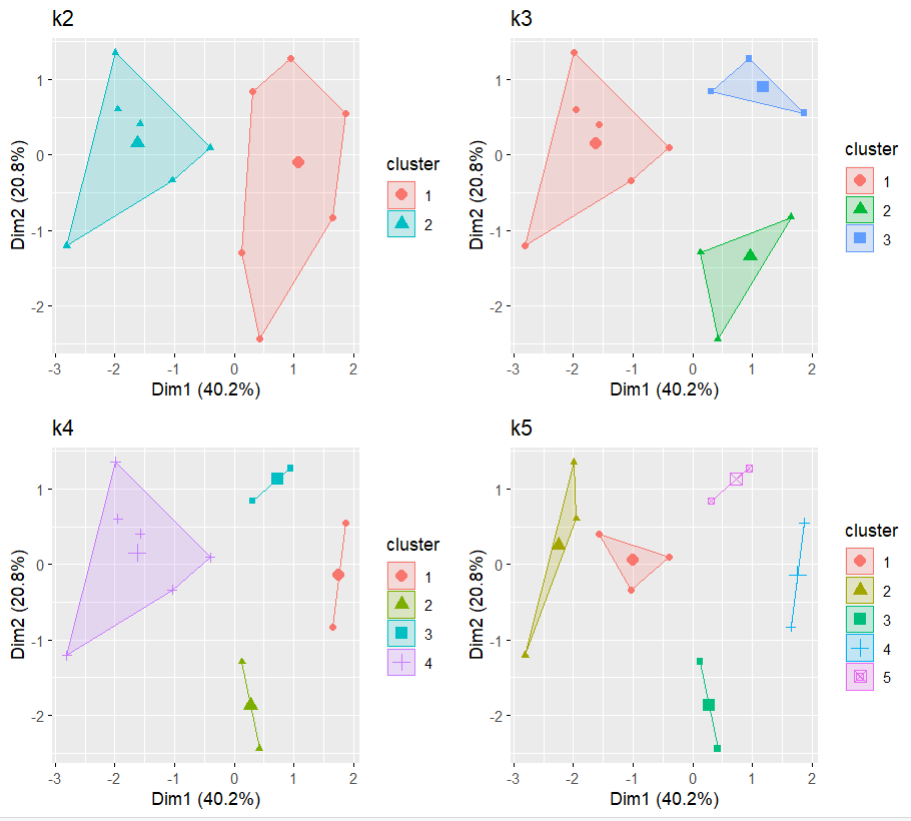 k2
1
0
-1
-2
Dim2 (20.8%)
-3 -2 -1 0 1 2
Dim1 (40.2%)
cluster
1
2
k3
1
0
-1
-2
Dim2 (20.8%)
-3 -2 -1 0 1 2
Dim1 (40.2%)
cluster
1
2
3
k4
1
0
-1
-2
Dim2 (20.8%)
-3 -2 -1 0 1 2
Dim1 (40.2%)
cluster
1
2
3
4
k5
1
0
-1
-2
Dim2 (20.8%)
-3 -2 -1 0 1 2
Dim1 (40.2%)
cluster
1
2
3
4
5